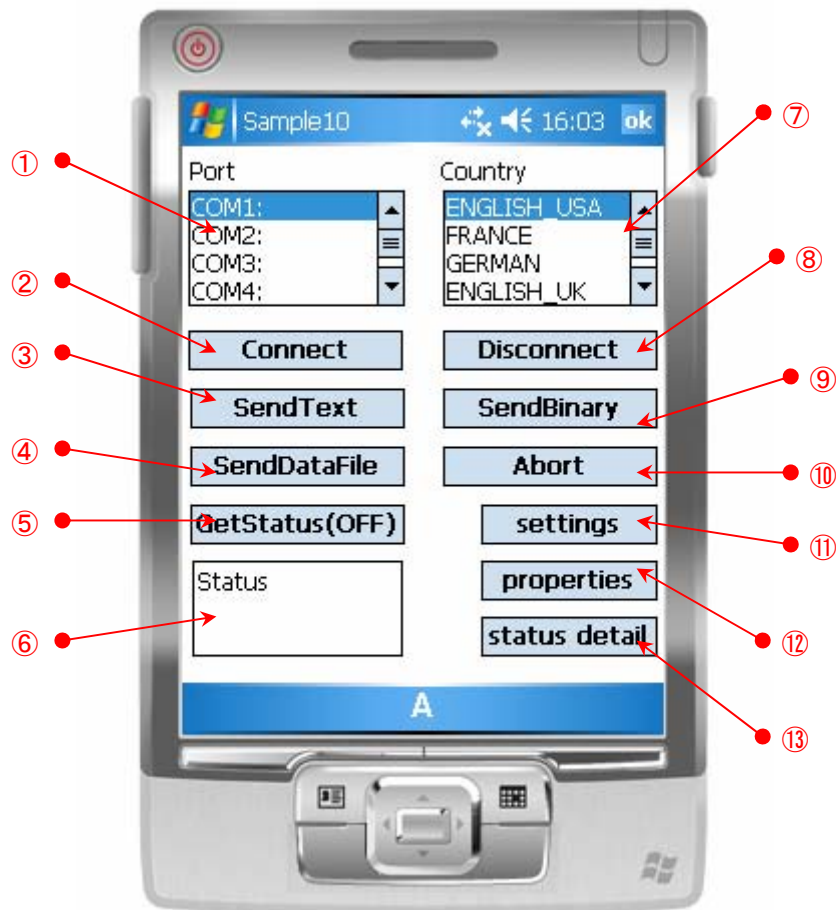 Sample10 16:03 ok
Port
Country
①
COM1:
COM2:
COM3:
COM4:
ENGLISH_USA
FRANCE
GERMAN
ENGLISH_UK
⑦
②
Connect
Disconnect
⑧
③
SendText
SendBinary
⑨
④
SendDataFile
Abort
⑩
⑤
GetStatus(OFF)
settings
⑪
⑥
Status
properties
⑫
status detail
⑬
A